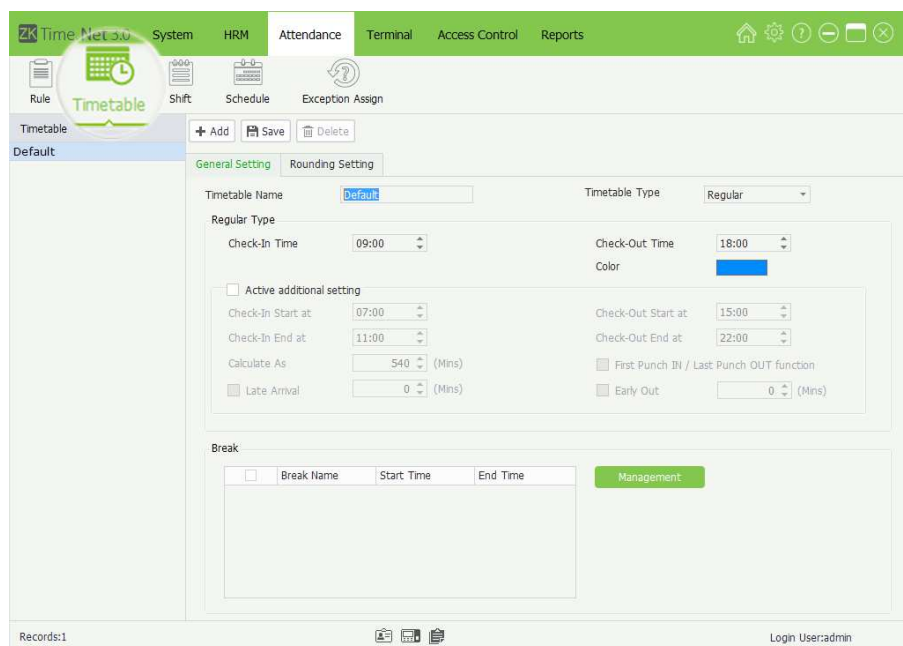 ZK Time.Net 3.0 System HRM Attendance Terminal Access Control Reports
Rule Timetable Shift Schedule Exception Assign
Timetable
Default
Add Save Delete
General Setting Rounding Setting
Timetable Name Default Timetable Type Regular
Regular Type
Check-In Time 09:00 Check-Out Time 18:00
Color
Active additional setting
Check-In Start at 07:00 Check-Out Start at 15:00
Check-In End at 11:00 Check-Out End at 22:00
Calculate As 540 (Mins) First Punch IN / Last Punch OUT function
Late Arrival 0 (Mins) Early Out 0 (Mins)
Break
Break Name Start Time End Time
Management
Records:1 Login User:admin